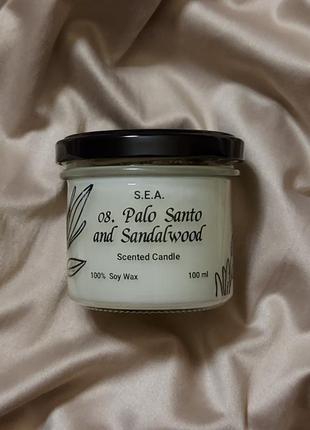 S.E.A.
08. Palo Santo
and Sandalwood
Scented Candle
100% Soy Wax 100 ml